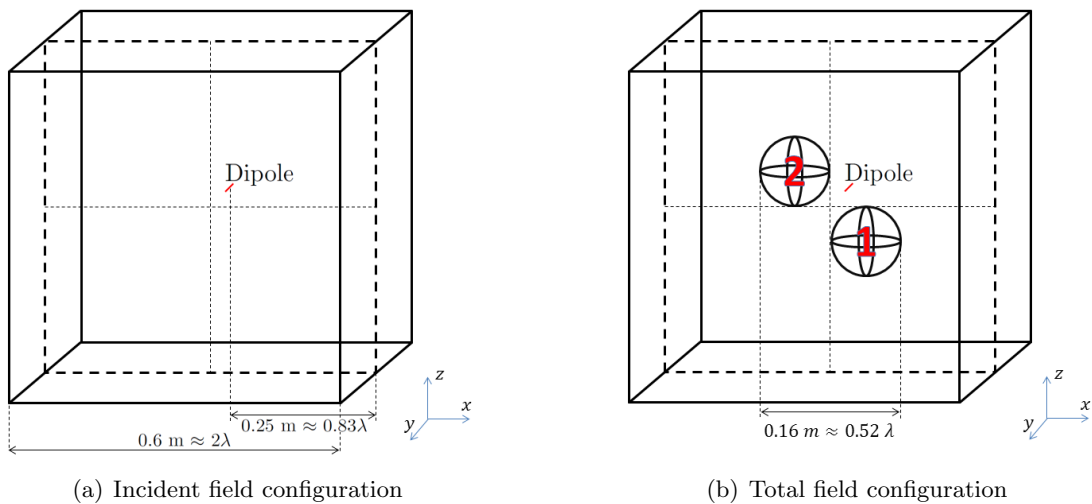 Dipole
0.25 m ≈ 0.83λ
0.6 m ≈ 2λ
z
x
y
(a) Incident field configuration
2
Dipole
1
0.16 m ≈ 0.52 λ
z
x
y
(b) Total field configuration